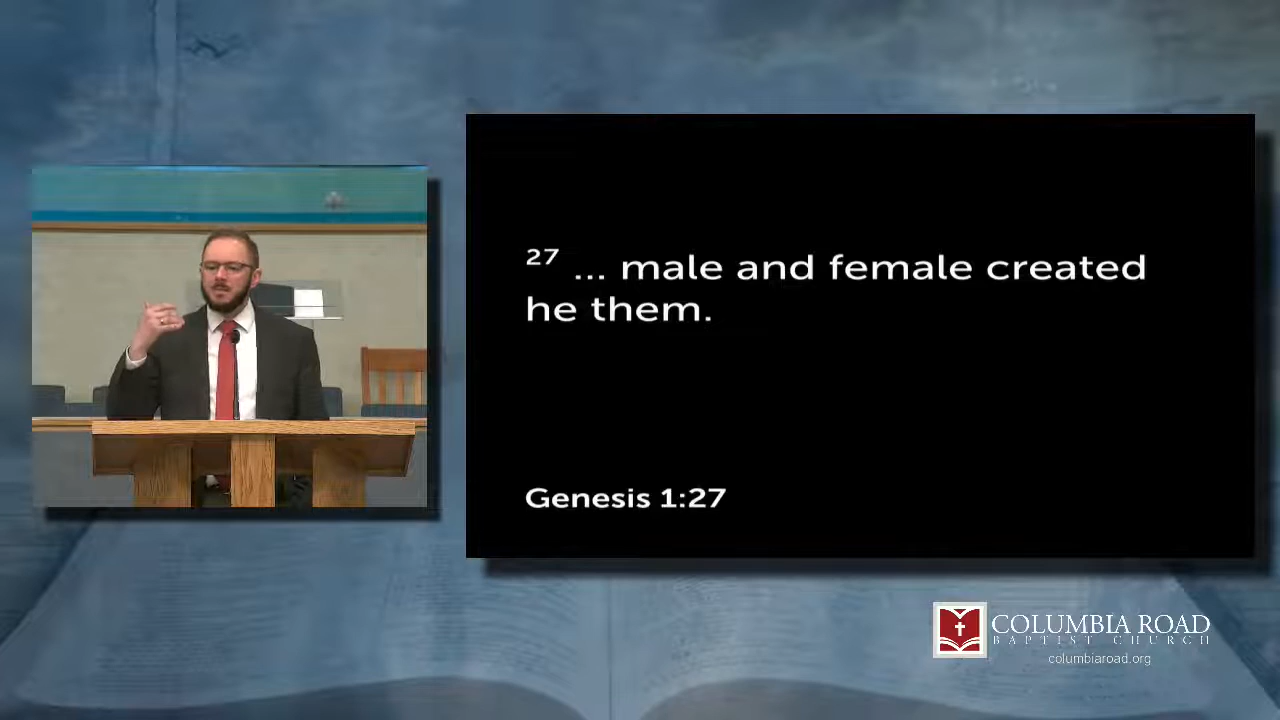 27 ... male and female created
he them.
Genesis 1:27
COLUMBIA ROAD
BAPTIST CHURCH
columbiaroad.org